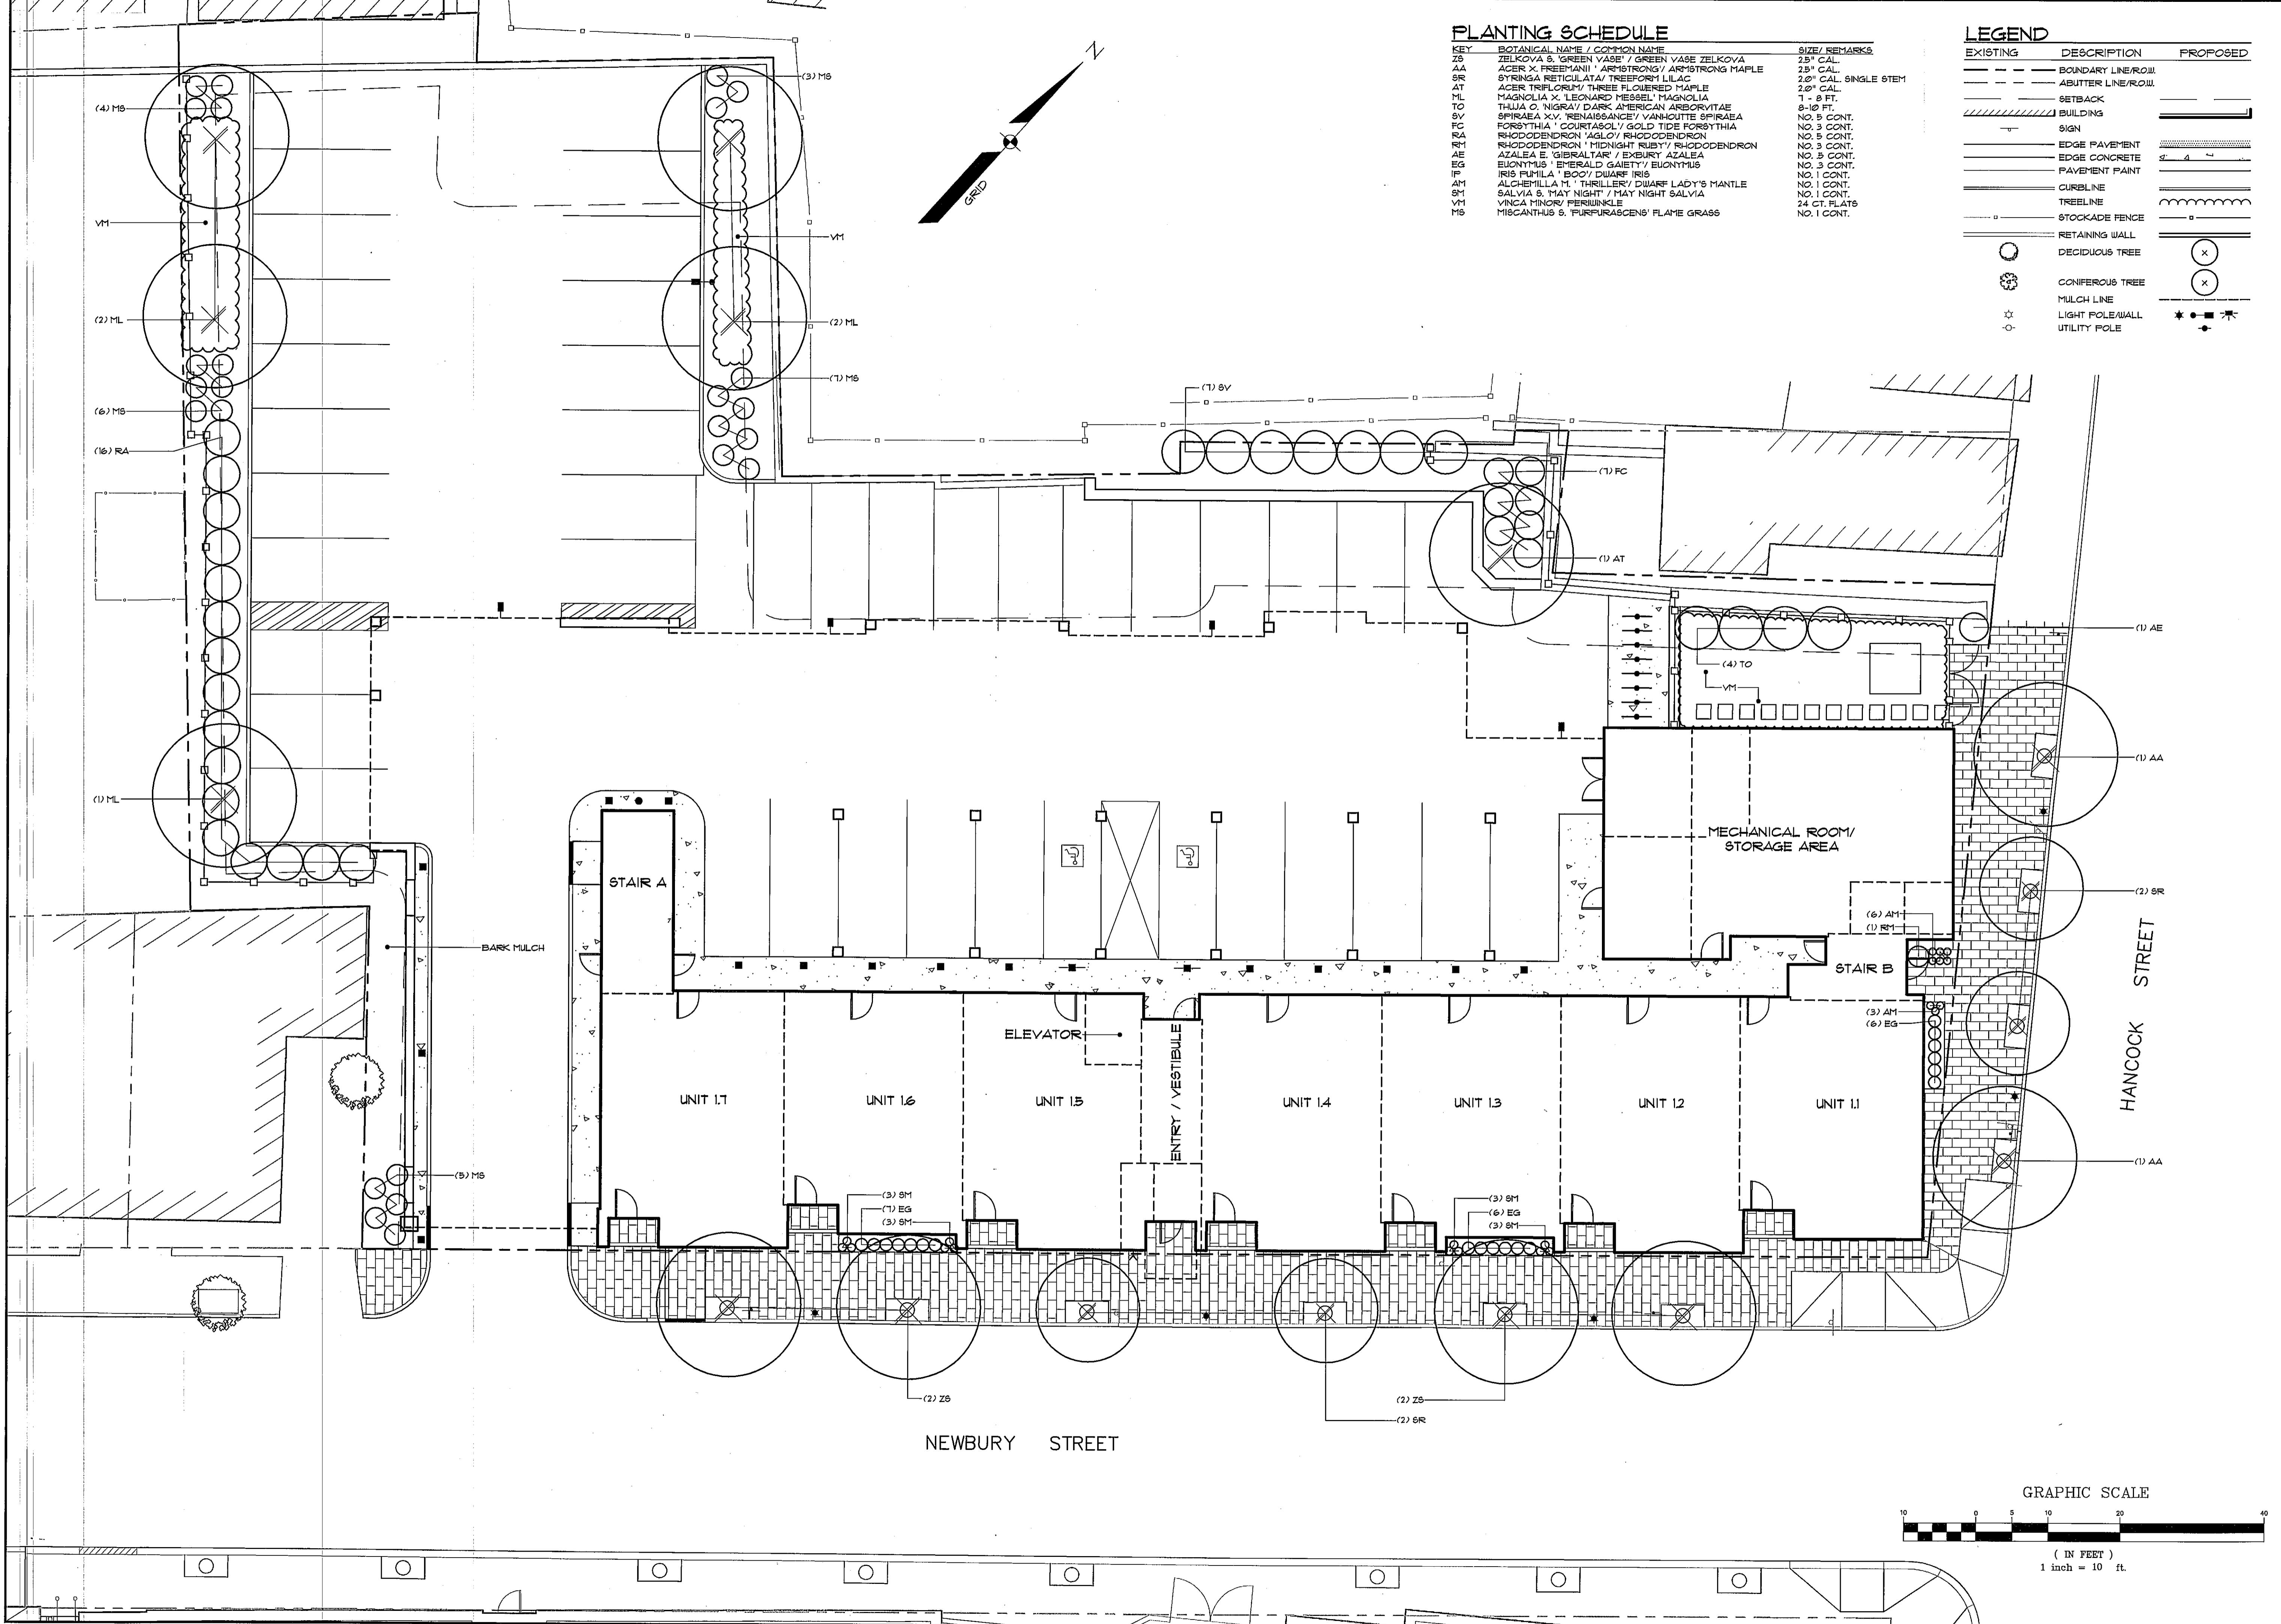 PLANTING SCHEDULE
KEY BOTANICAL NAME / COMMON NAME SIZE/ REMARKS
ZS ZELKOVA S. 'GREEN VASE' / GREEN VASE ZELKOVA 2.5" CAL.
AA ACER X. FREEMANII ' ARMSTRONG'/ ARMSTRONG MAPLE 2.5" CAL.
SR SYRINGA RETICULATA/ TREEFORM LILAC 2.0" CAL. SINGLE STEM
AT ACER TRIFLORUM/ THREE FLOWERED MAPLE 2.0" CAL.
ML MAGNOLIA X. 'LEONARD MESSEL' MAGNOLIA 7 - 8 FT.
TO THUJA O. 'NIGRA'/ DARK AMERICAN ARBORVITAE 8-10 FT.
SV SPIRAEA X.V. 'RENAISSANCE'/ VANHOUTTE SPIRAEA NO. 5 CONT.
FC FORSYTHIA ' COURTASOL'/ GOLD TIDE FORSYTHIA NO. 3 CONT.
RA RHODODENDRON 'AGLO'/ RHODODENDRON NO. 5 CONT.
RM RHODODENDRON ' MIDNIGHT RUBY'/ RHODODENDRON NO. 3 CONT.
AE AZALEA E. 'GIBRALTAR' / EXBURY AZALEA NO. 5 CONT.
EG EUONYMUS ' EMERALD GAIETY'/ EUONYMUS NO. 3 CONT.
IP IRIS PUMILA ' BOO'/ DWARF IRIS NO. 1 CONT.
AM ALCHEMILLA M. ' THRILLER'/ DWARF LADY'S MANTLE NO. 1 CONT.
SM SALVIA S. 'MAY NIGHT' / MAY NIGHT SALVIA NO. 1 CONT.
VM VINCA MINOR/ PERIWINKLE 24 CT. FLATS
MS MISCANTHUS S. 'PURPURASCENS' FLAME GRASS NO. 1 CONT.
LEGEND
EXISTING DESCRIPTION PROPOSED
BOUNDARY LINE/R.O.W.
ABUTTER LINE/R.O.W.
SETBACK
BUILDING
SIGN
EDGE PAVEMENT
EDGE CONCRETE
PAVEMENT PAINT
CURBLINE
TREELINE
STOCKADE FENCE
RETAINING WALL
DECIDUOUS TREE
CONIFEROUS TREE
MULCH LINE
LIGHT POLE/WALL
UTILITY POLE
N
GRID
(4) MS
(3) MS
VM
VM
(2) ML
(2) ML
(7) MS
(6) MS
(16) RA
(7) SV
(7) FC
(1) AT
(1) AE
(4) TO
VM
(1) AA
(1) ML
MECHANICAL ROOM/
STORAGE AREA
STAIR A
(2) SR
(6) AM
(1) RM
BARK MULCH
STAIR B
HANCOCK STREET
(3) AM
(6) EG
ELEVATOR
ENTRY / VESTIBULE
UNIT 1.7
UNIT 1.6
UNIT 1.5
UNIT 1.4
UNIT 1.3
UNIT 1.2
UNIT 1.1
(1) AA
(5) MS
(3) SM
(7) EG
(3) SM
(3) SM
(6) EG
(3) SM
(2) ZS
(2) ZS
(2) SR
NEWBURY STREET
GRAPHIC SCALE
10 0 5 10 20 40
( IN FEET )
1 inch = 10 ft.